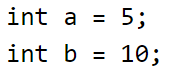 int a = 5;
int b = 10;